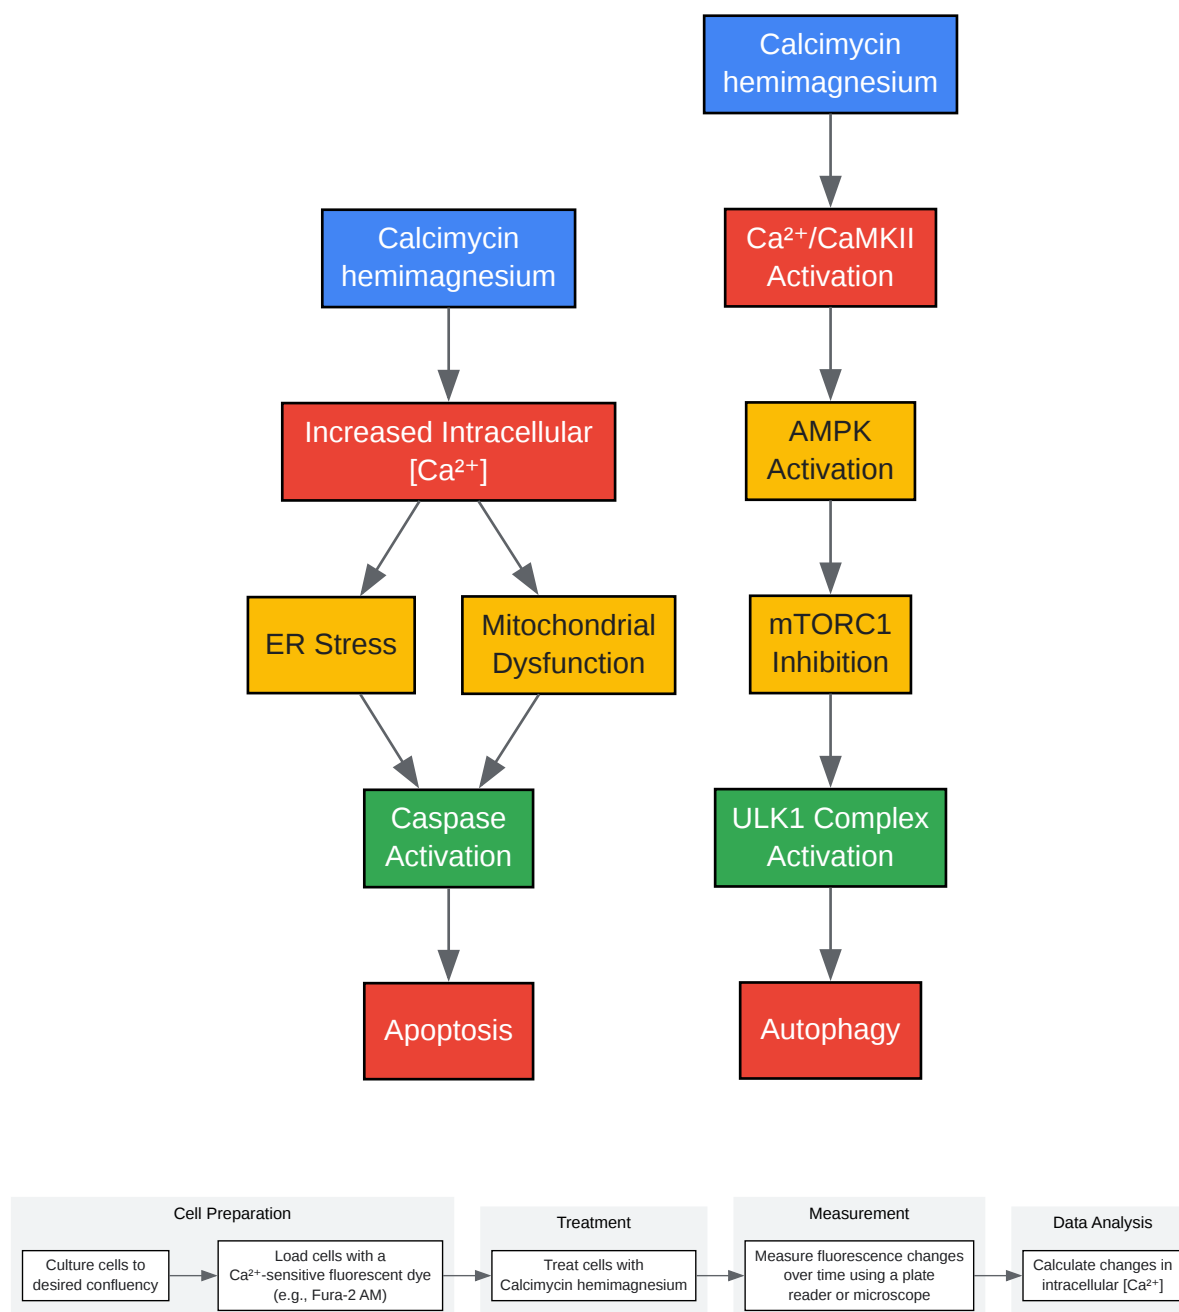 Calcimycin
hemimagnesium
Increased Intracellular
[Ca²⁺]
ER Stress
Mitochondrial
Dysfunction
Caspase
Activation
Apoptosis
Calcimycin
hemimagnesium
Ca²⁺/CaMKII
Activation
AMPK
Activation
mTORC1
Inhibition
ULK1 Complex
Activation
Autophagy
Cell Preparation
Culture cells to
desired confluency
Load cells with a
Ca²⁺-sensitive fluorescent dye
(e.g., Fura-2 AM)
Treatment
Treat cells with
Calcimycin hemimagnesium
Measurement
Measure fluorescence changes
over time using a plate
reader or microscope
Data Analysis
Calculate changes in
intracellular [Ca²⁺]